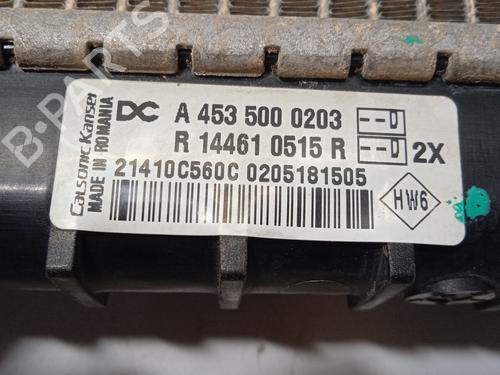 Calsonic Kansei
MADE IN ROMANIA
DC A 453 500 0203
R 14461 0515 R 2X
21410C560C 0205181505
HW6
B-PARTS